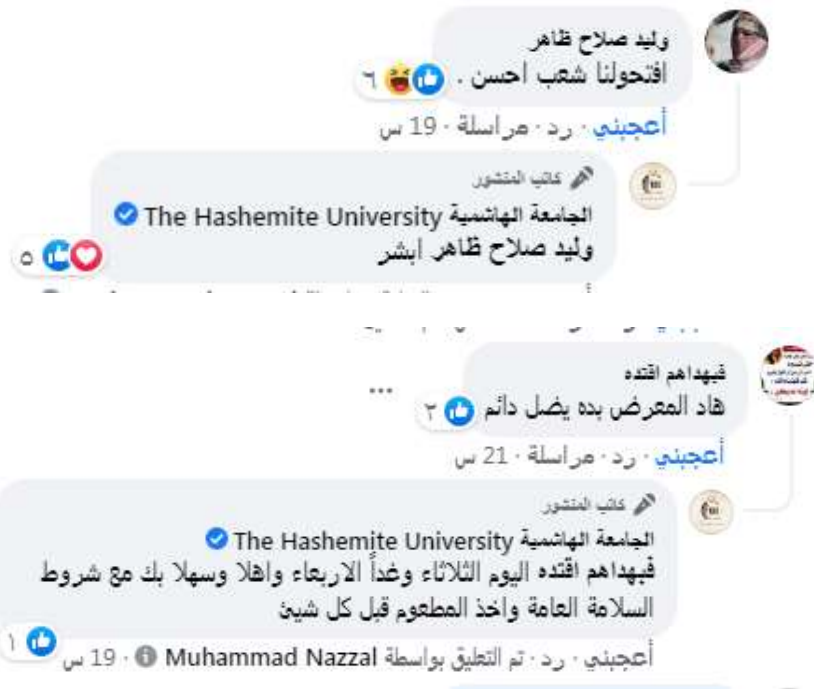 وليد صلاح ظاهر
افتحولنا شعب احسن .
٦
أعجبني · رد · مراسلة · 19 س
كاتب المنشور
الجامعة الهاشمية The Hashemite University
وليد صلاح ظاهر ابشر
٥
فبهداهم اقتده
هاد المعرض بده يضل دائم
٢
أعجبني · رد · مراسلة · 21 س
كاتب المنشور
الجامعة الهاشمية The Hashemite University
فبهداهم اقتده اليوم الثلاثاء وغداً الاربعاء واهلا وسهلا بك مع شروط
السلامة العامة واخذ المطعوم قبل كل شيئ
١
أعجبني · رد · تم التعليق بواسطة Muhammad Nazzal · 19 س